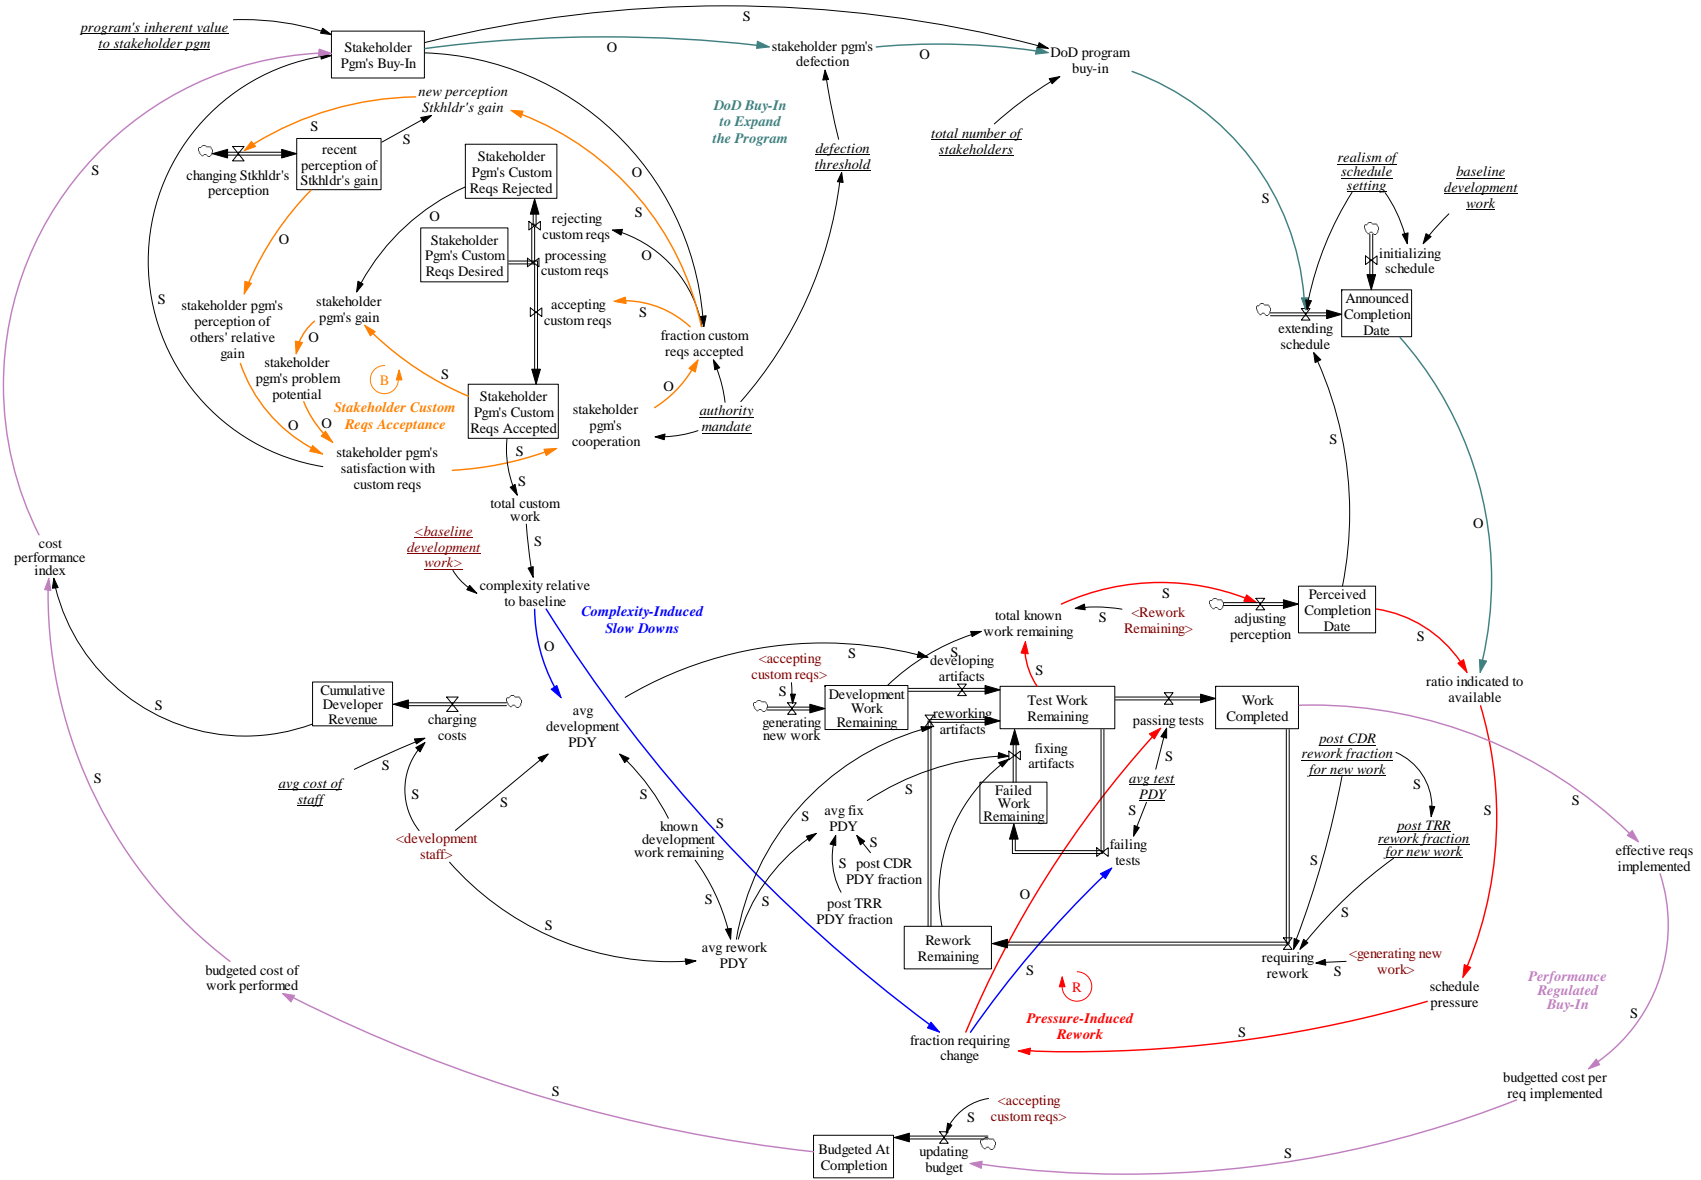 program's inherent value
to stakeholder pgm
Stakeholder
Pgm's Buy-In
S
O
stakeholder pgm's
defection
O
DoD program
buy-in
new perception
Stkhldr's gain
S
S
recent
perception of
Stkhldr's gain
changing Stkhldr's
perception
DoD Buy-In
to Expand
the Program
total number of
stakeholders
defection
threshold
realism of
schedule
setting
baseline
development
work
S
Stakeholder
Pgm's Custom
Reqs Rejected
O
S
O
rejecting
custom reqs
Stakeholder
Pgm's Custom
Reqs Desired
processing
custom reqs
O
O
S
initializing
schedule
S
stakeholder pgm's
perception of
others' relative
gain
stakeholder
pgm's gain
accepting
custom reqs
S
fraction custom
reqs accepted
Announced
Completion
Date
extending
schedule
O
stakeholder
pgm's problem
potential
B
S
O
Stakeholder Custom
Reqs Acceptance
Stakeholder
Pgm's Custom
Reqs Accepted
stakeholder
pgm's
cooperation
authority
mandate
O
O
S
stakeholder pgm's
satisfaction with
custom reqs
S
S
total custom
work
O
cost
performance
index
<baseline
development
work>
S
complexity relative
to baseline
Complexity-Induced
Slow Downs
S
total known
work remaining
S
<Rework
Remaining>
adjusting
perception
Perceived
Completion
Date
S
O
S
S
developing
artifacts
<accepting
custom reqs>
S
S
ratio indicated to
available
Cumulative
Developer
Revenue
S
charging
costs
avg
development
PDY
generating
new work
Development
Work
Remaining
Test Work
Remaining
reworking
artifacts
passing tests
Work
Completed
fixing
artifacts
post CDR
rework fraction
for new work
S
avg cost of
staff
S
S
S
avg test
PDY
S
S
S
S
S
Failed
Work
Remaining
avg fix
PDY
S
S
S
S
<development
staff>
known
development
work remaining
S
failing
tests
post TRR
rework fraction
for new work
effective reqs
implemented
S
post CDR
PDY fraction
S
O
S
S
S
post TRR
PDY fraction
S
S
avg rework
PDY
Rework
Remaining
requiring
rework
S
<generating new
work>
budgeted cost of
work performed
S
R
schedule
pressure
Performance
Regulated
Buy-In
S
Pressure-Induced
Rework
S
fraction requiring
change
budgetted cost per
req implemented
S
<accepting
custom reqs>
S
Budgeted At
Completion
updating
budget
S